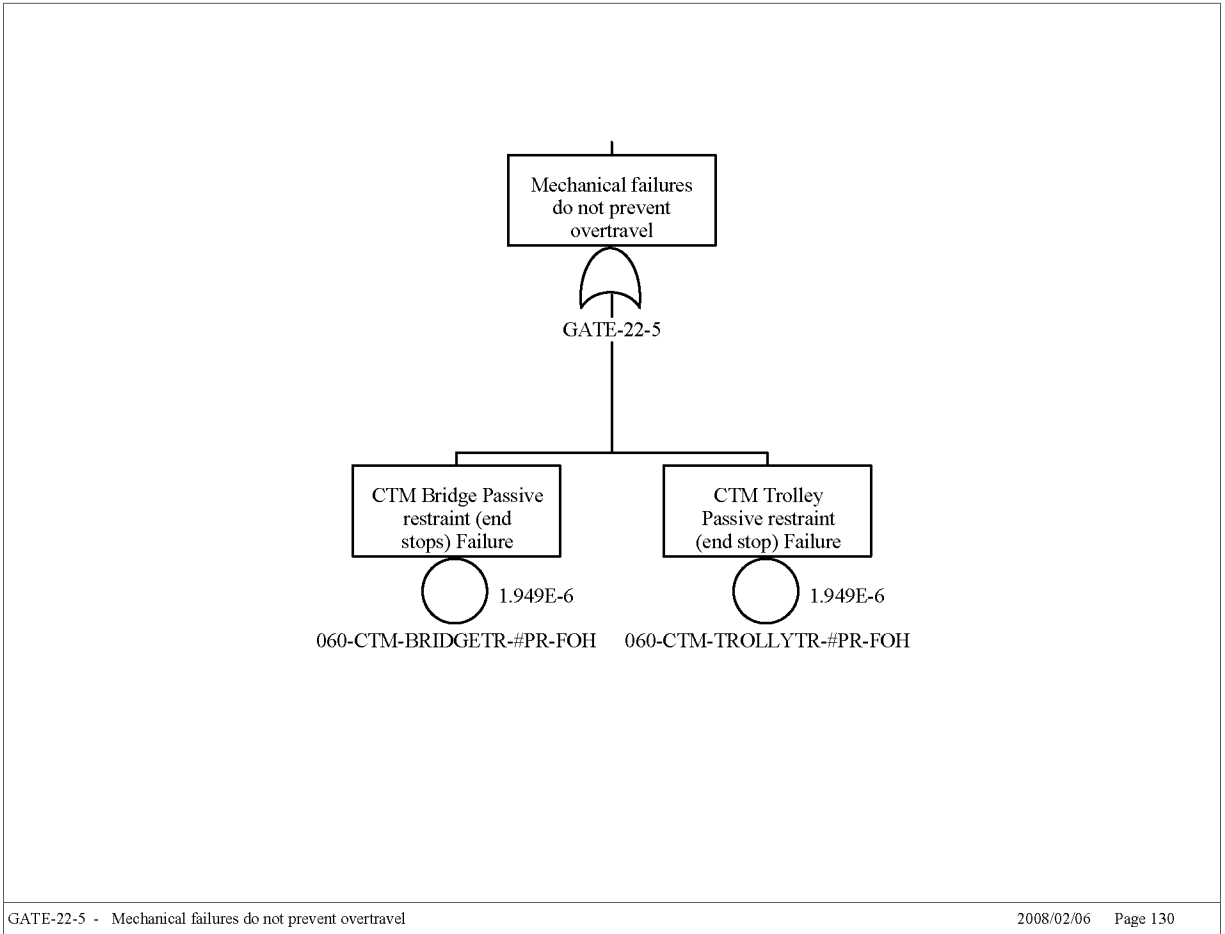 Mechanical failures
do not prevent
overtravel
GATE-22-5
CTM Bridge Passive
restraint (end
stops) Failure
1.949E-6
060-CTM-BRIDGETR-#PR-FOH
CTM Trolley
Passive restraint
(end stop) Failure
1.949E-6
060-CTM-TROLLYTR-#PR-FOH
GATE-22-5 - Mechanical failures do not prevent overtravel
2008/02/06 Page 130